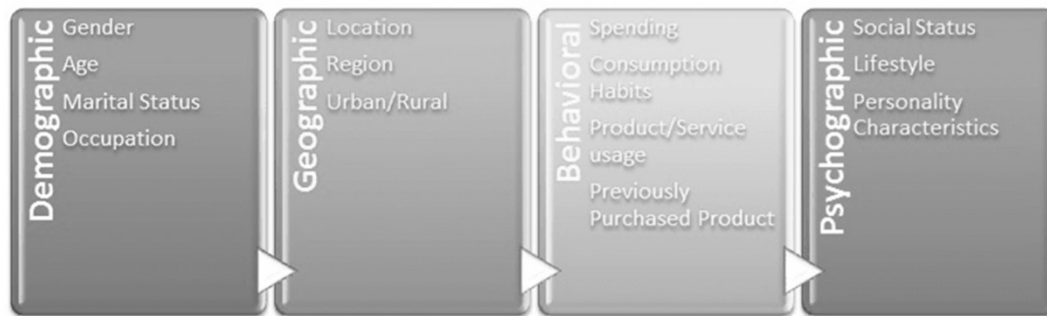 Demographic
Gender
Age
Marital Status
Occupation
Geographic
Location
Region
Urban/Rural
Behavioral
Spending
Consumption
Habits
Product/Service
usage
Previously
Purchased Product
Psychographic
Social Status
Lifestyle
Personality
Characteristics